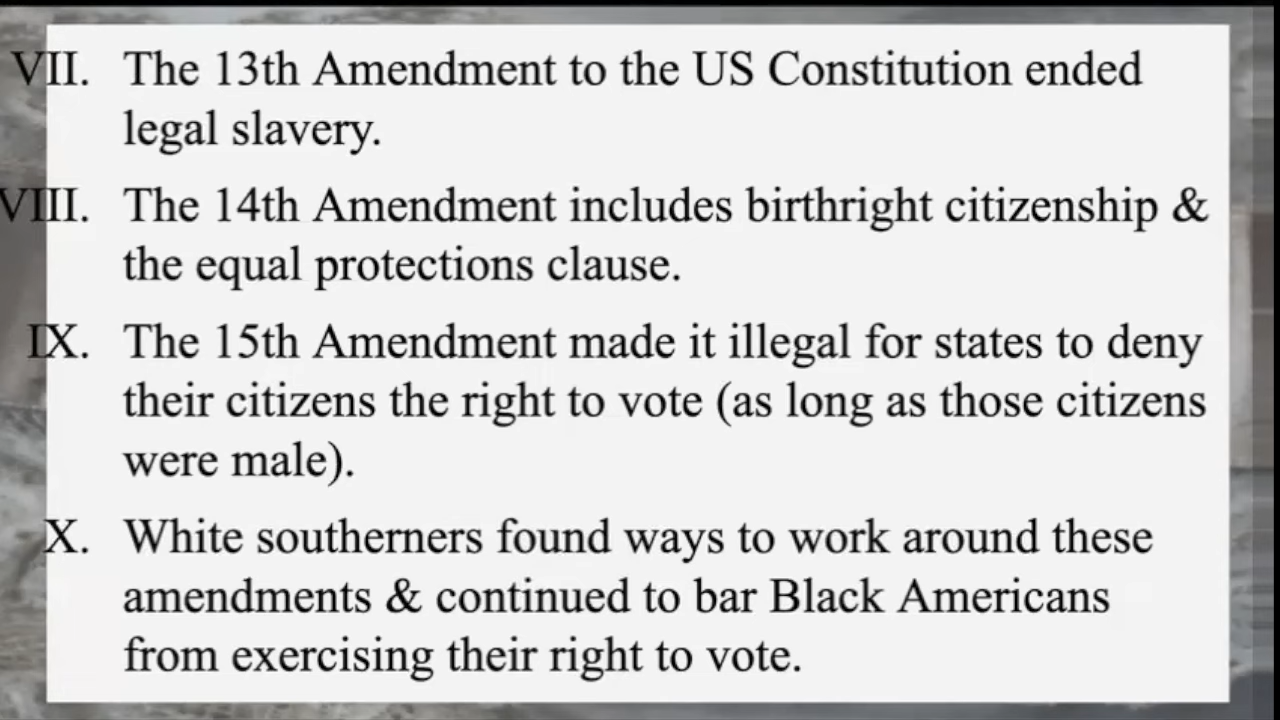 VII. The 13th Amendment to the US Constitution ended
legal slavery.
VIII. The 14th Amendment includes birthright citizenship &
the equal protections clause.
IX. The 15th Amendment made it illegal for states to deny
their citizens the right to vote (as long as those citizens
were male).
X. White southerners found ways to work around these
amendments & continued to bar Black Americans
from exercising their right to vote.